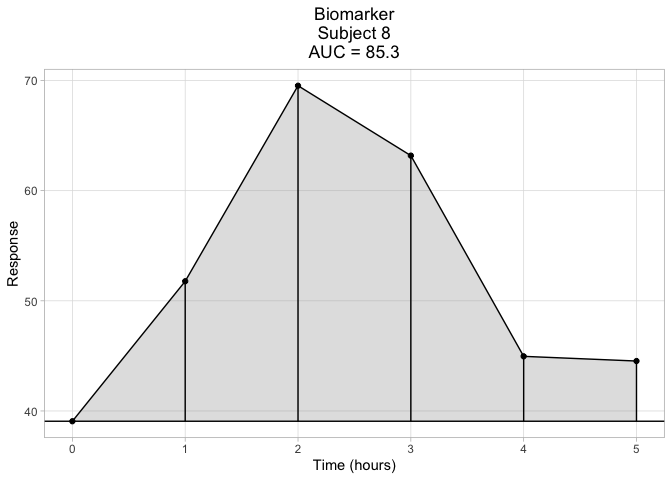 Biomarker
Subject 8
AUC = 85.3
70
60
50
40
Response
0 1 2 3 4 5
Time (hours)